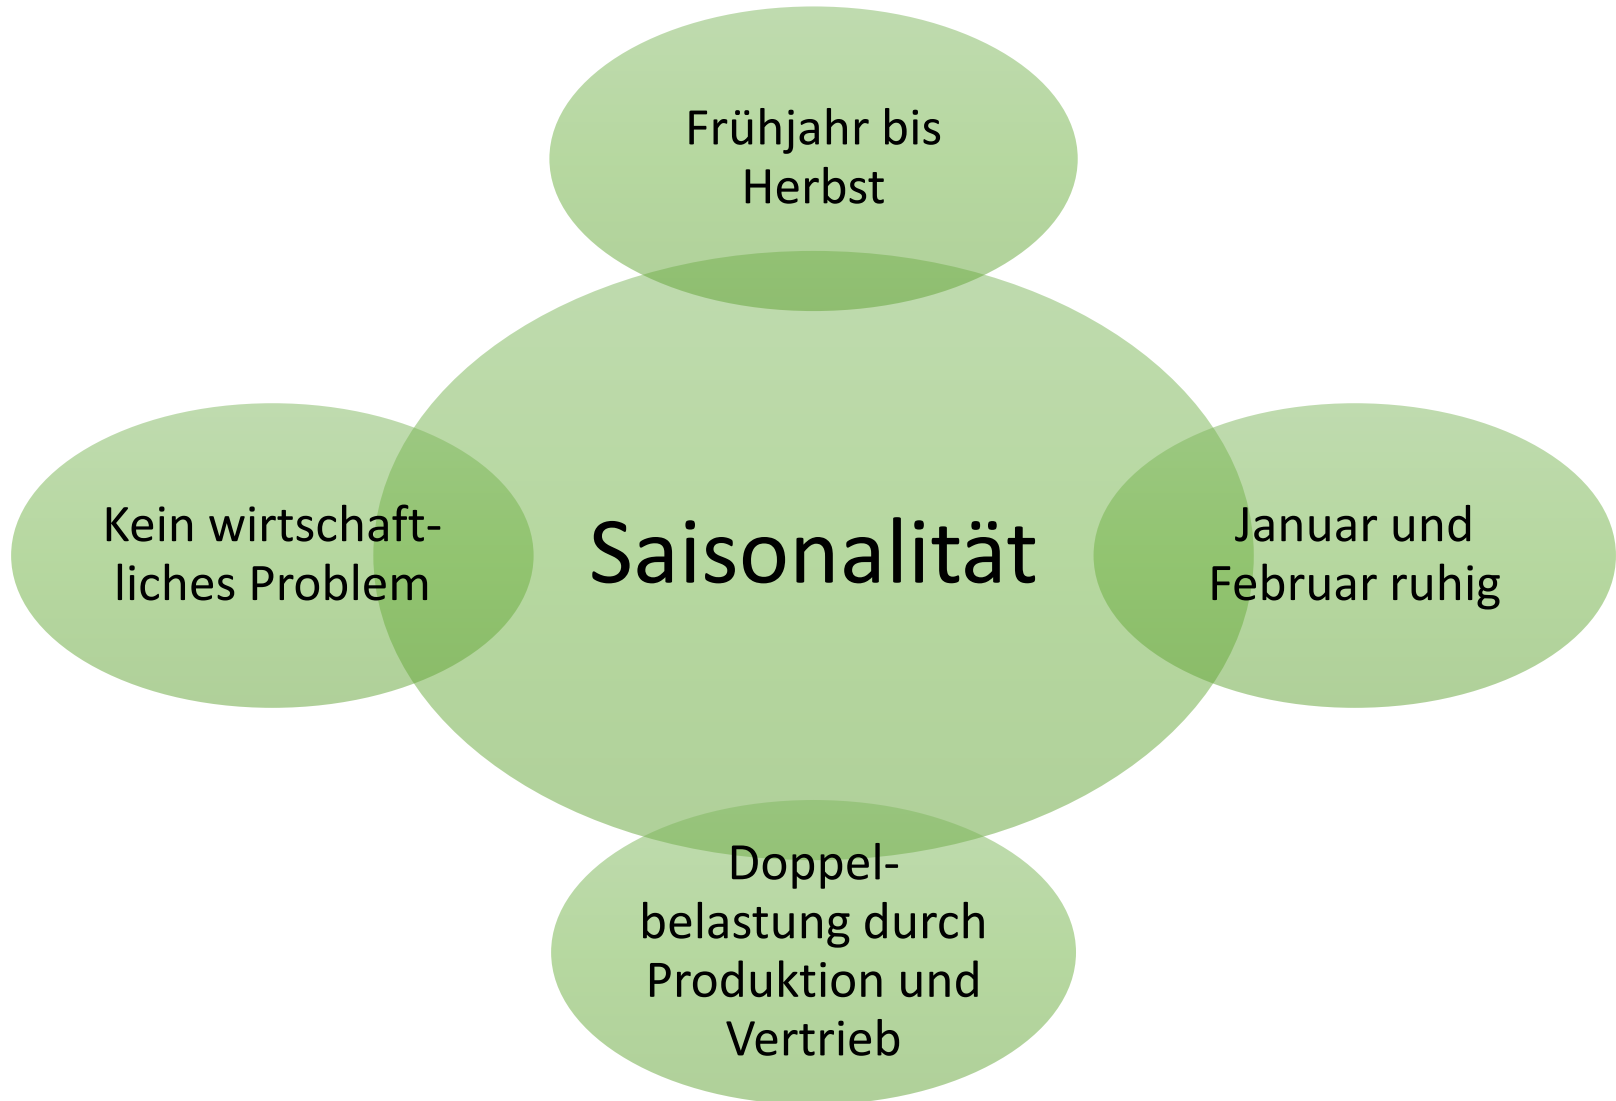 Frühjahr bis
Herbst
Kein wirtschaft-
liches Problem
Saisonalität
Januar und
Februar ruhig
Doppel-
belastung durch
Produktion und
Vertrieb